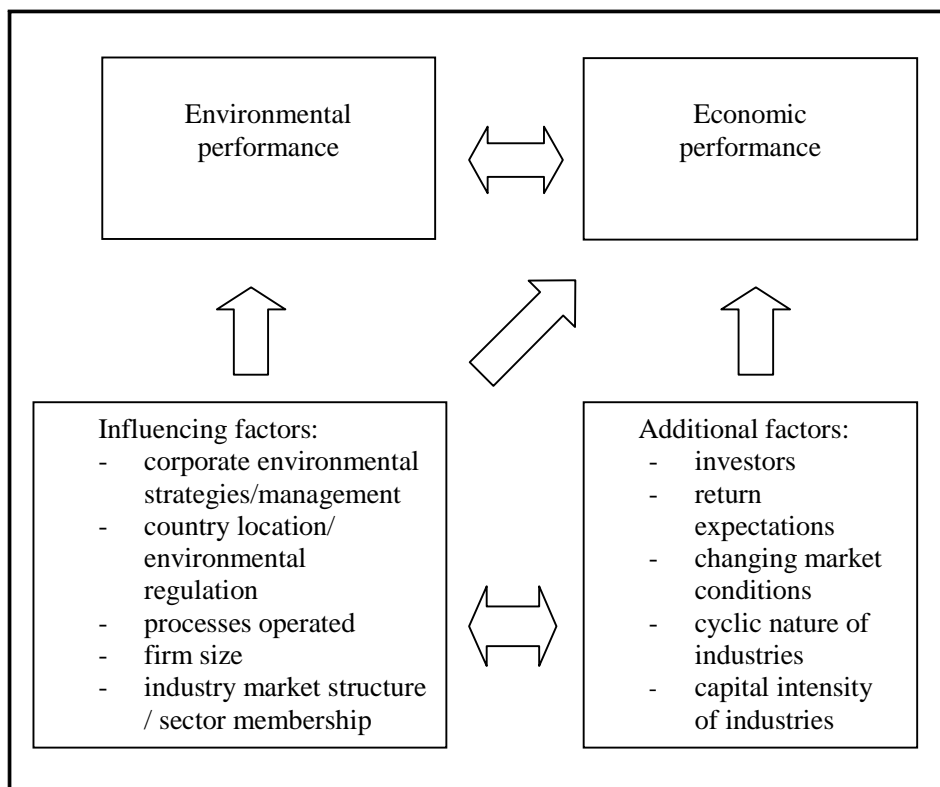 Environmental
performance
Economic
performance
Influencing factors:
- corporate environmental
strategies/management
- country location/
environmental
regulation
- processes operated
- firm size
- industry market structure
/ sector membership
Additional factors:
- investors
- return
expectations
- changing market
conditions
- cyclic nature of
industries
- capital intensity
of industries